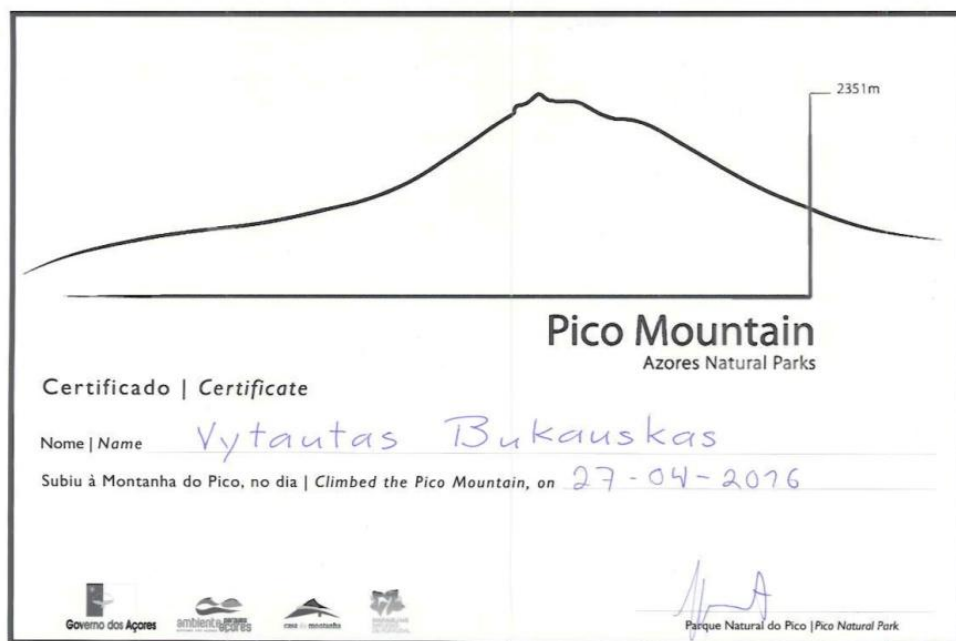 2351m
Pico Mountain
Azores Natural Parks
Certificado | Certificate
Nome | Name Vytautas Bukauskas
Subiu à Montanha do Pico, no dia | Climbed the Pico Mountain, on 27-04-2016
Governo dos Açores
ambiente parques açores
casa da montanha
Parque Natural do Pico | Pico Natural Park